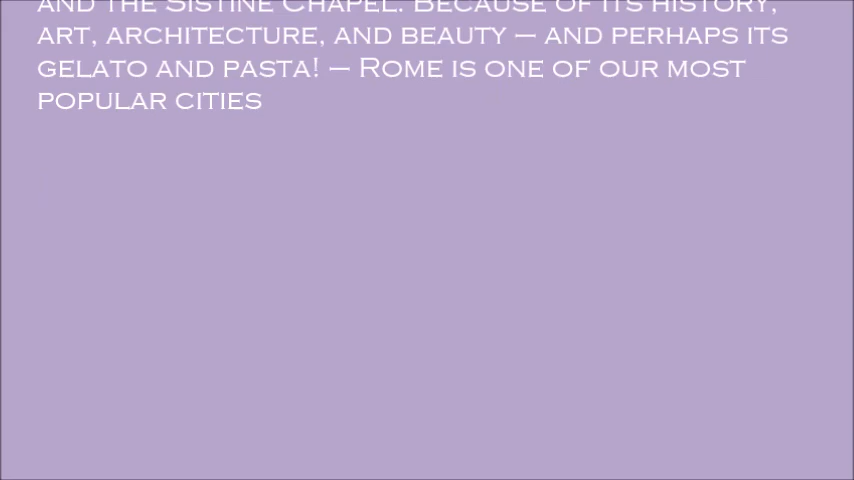 AND THE SISTINE CHAPEL. BECAUSE OF ITS HISTORY,
ART, ARCHITECTURE, AND BEAUTY – AND PERHAPS ITS
GELATO AND PASTA! – ROME IS ONE OF OUR MOST
POPULAR CITIES